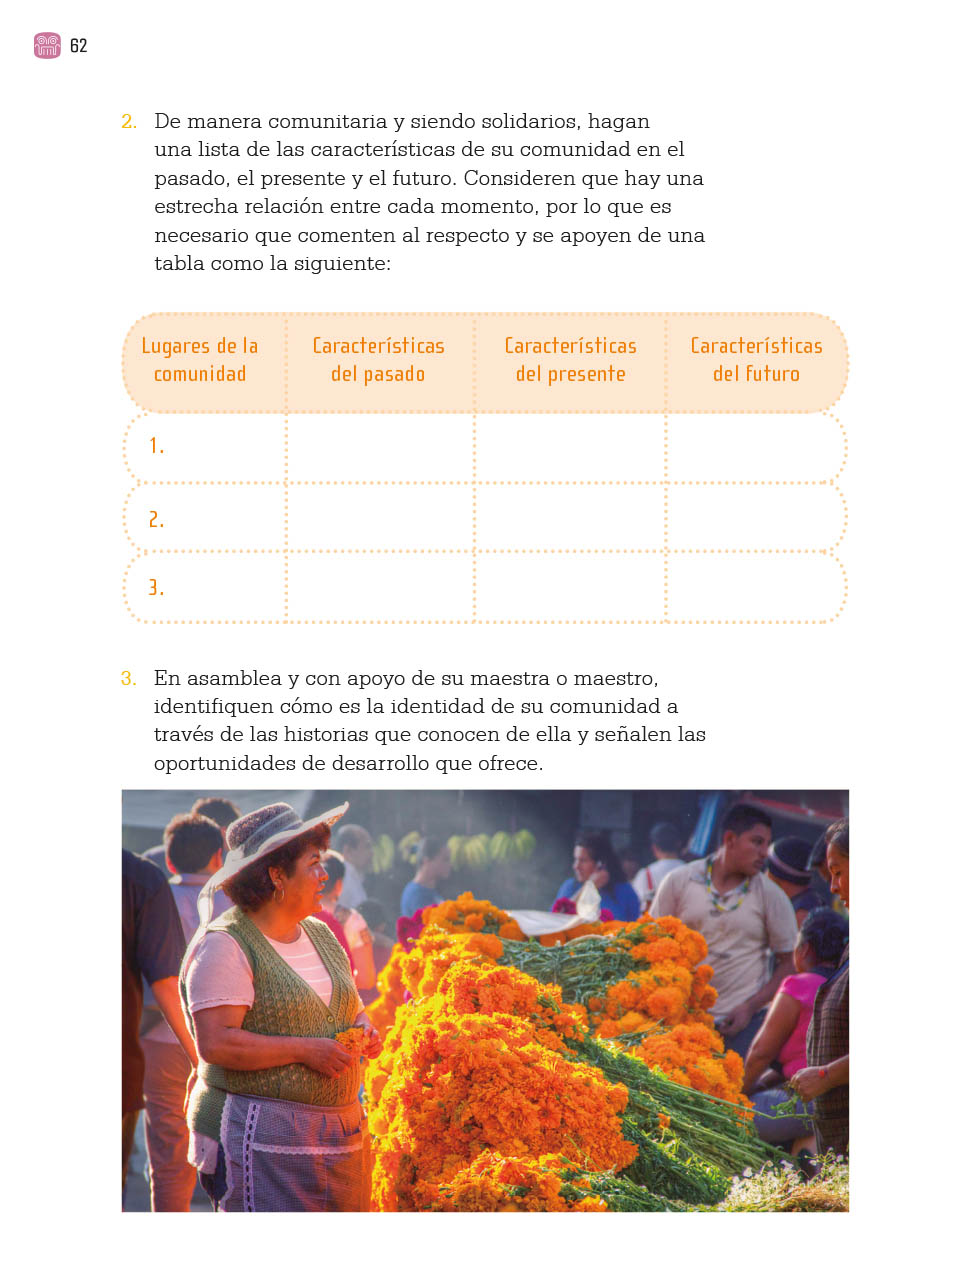 62
2. De manera comunitaria y siendo solidarios, hagan
una lista de las características de su comunidad en el
pasado, el presente y el futuro. Consideren que hay una
estrecha relación entre cada momento, por lo que es
necesario que comenten al respecto y se apoyen de una
tabla como la siguiente:
Lugares de la
comunidad
Características
del pasado
Características
del presente
Características
del futuro
1.
2.
3.
3. En asamblea y con apoyo de su maestra o maestro,
identifiquen cómo es la identidad de su comunidad a
través de las historias que conocen de ella y señalen las
oportunidades de desarrollo que ofrece.